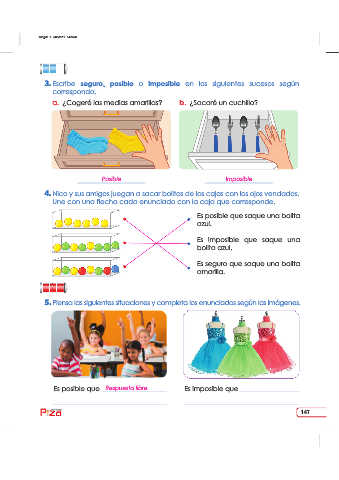 3. Escribe seguro, posible o imposible en los siguientes sucesos según
corresponda.
a. ¿Cogeré las medias amarillas?
b. ¿Sacaré un cuchillo?
Posible
Imposible
4. Nico y sus amigos juegan a sacar bolitas de las cajas con los ojos vendados.
Une con una flecha cada enunciado con la caja que corresponde.
Es posible que saque una bolita
azul.
Es imposible que saque una
bolita azul.
Es seguro que saque una bolita
amarilla.
5. Piensa las siguientes situaciones y completa los enunciados según las imágenes.
Es posible que Respuesta libre
Es imposible que
147